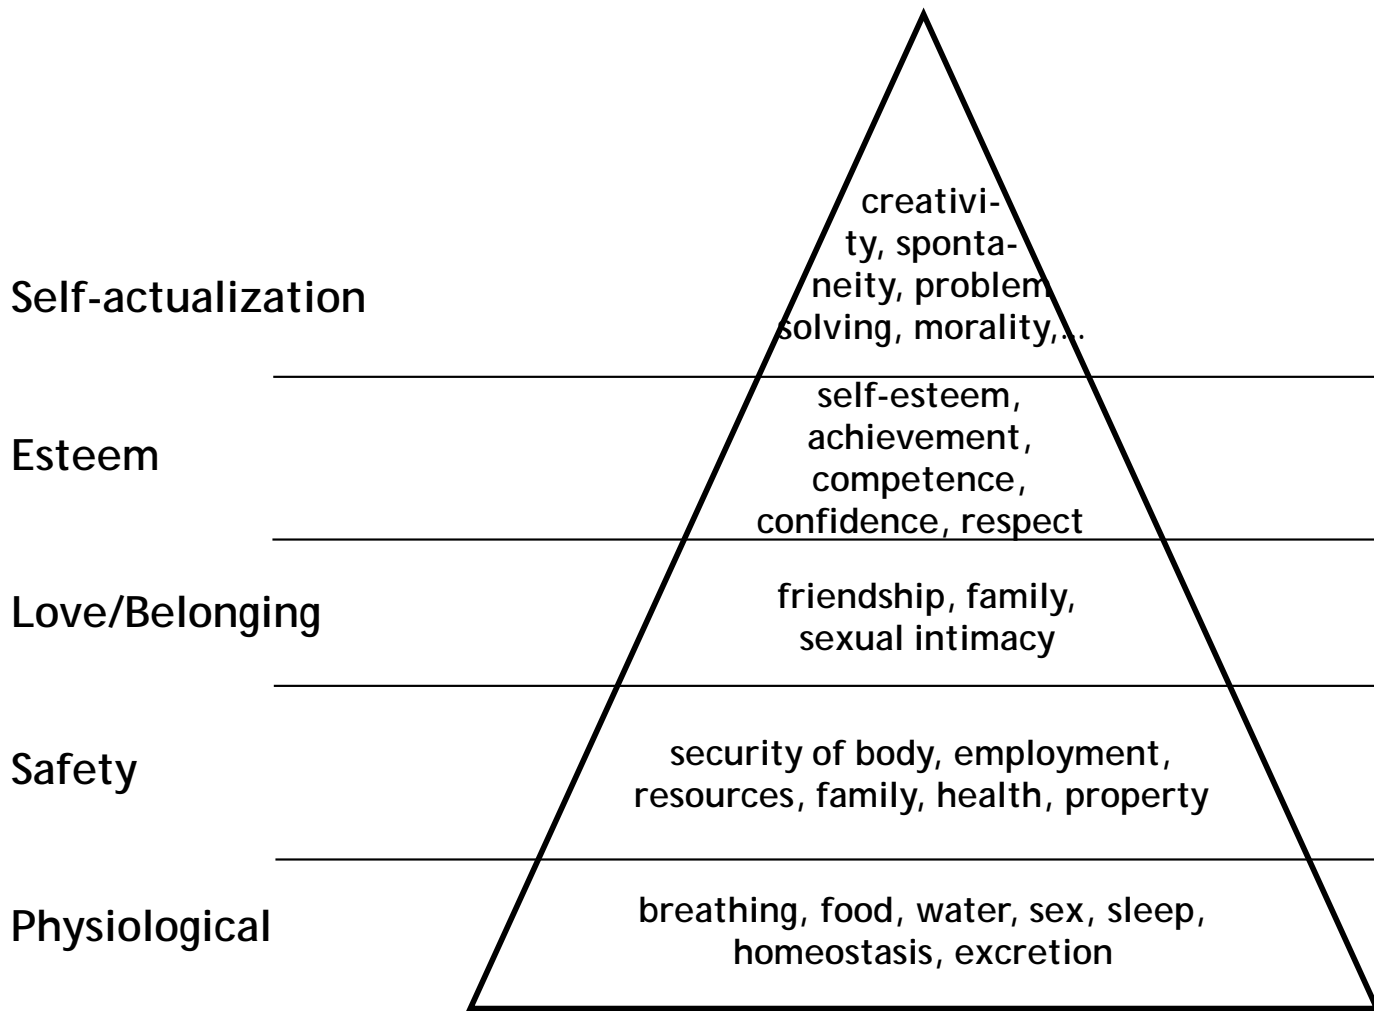 creativi-
ty, sponta-
neity, problem
solving, morality,...
Self-actualization
self-esteem,
achievement,
competence,
confidence, respect
Esteem
friendship, family,
sexual intimacy
Love/Belonging
security of body, employment,
resources, family, health, property
Safety
breathing, food, water, sex, sleep,
homeostasis, excretion
Physiological